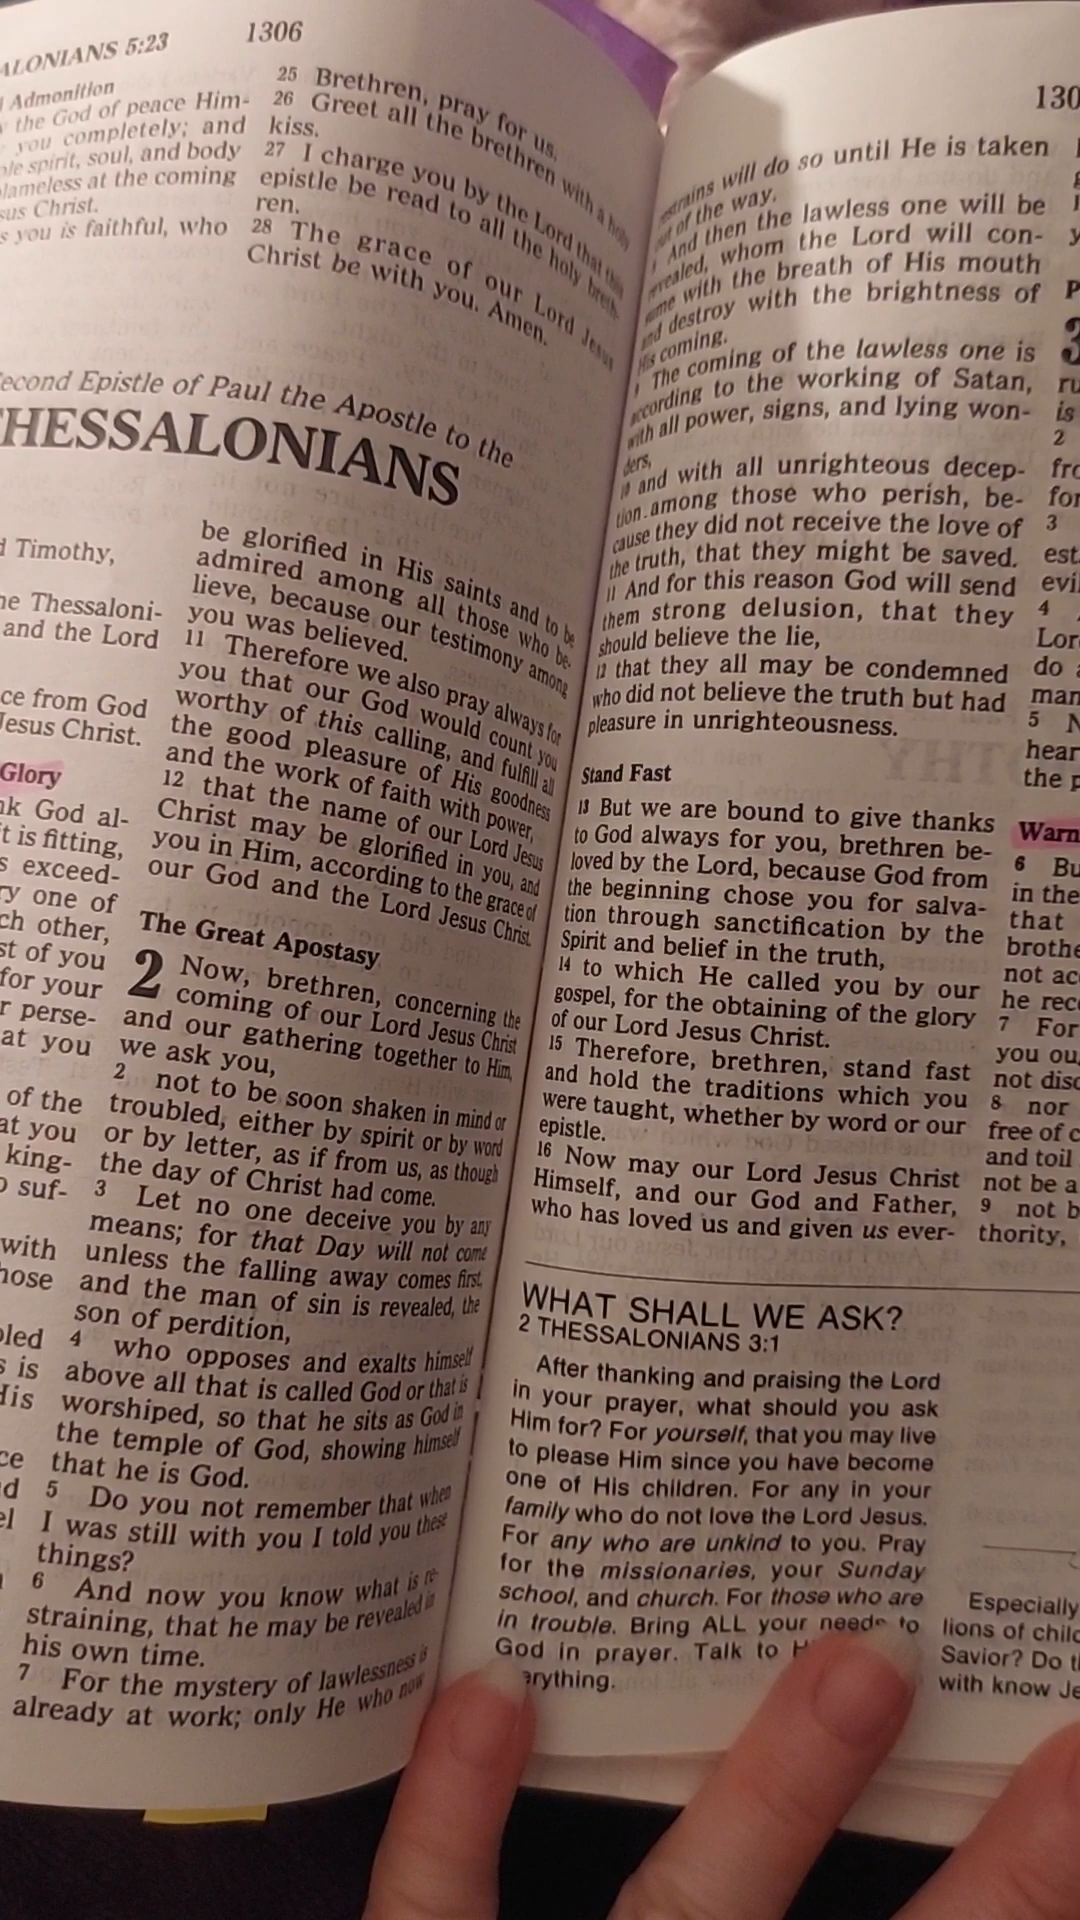 ALONIANS 5:23
1306
Admonition
the God of peace Him-
you completely; and
spirit, soul, and body
lameless at the coming
sus Christ.
s you is faithful, who
25 Brethren, pray for us.
26 Greet all the brethren with a holy
kiss.
27 I charge you by the Lord that this
epistle be read to all the holy breth-
ren.
28 The grace of our Lord Jesus
Christ be with you. Amen.
econd Epistle of Paul the Apostle to the
THESSALONIANS
d Timothy,
he Thessaloni-
and the Lord
ce from God
Jesus Christ.
Glory
nk God al-
it is fitting,
s exceed-
ry one of
ch other,
st of you
for your
r perse-
at you
of the
at you
king-
o suf-
with
hose
bled
s is
His
ce
nd
el
be glorified in His saints and to be
admired among all those who be-
lieve, because our testimony among
you was believed.
11 Therefore we also pray always for
you that our God would count you
worthy of this calling, and fulfill all
the good pleasure of His goodness
and the work of faith with power,
12 that the name of our Lord Jesus
Christ may be glorified in you, and
you in Him, according to the grace of
our God and the Lord Jesus Christ.
The Great Apostasy
2 Now, brethren, concerning the
coming of our Lord Jesus Christ
and our gathering together to Him,
we ask you,
2 not to be soon shaken in mind or
troubled, either by spirit or by word
or by letter, as if from us, as though
the day of Christ had come.
3 Let no one deceive you by any
means; for that Day will not come
unless the falling away comes first,
and the man of sin is revealed, the
son of perdition,
4 who opposes and exalts himself
above all that is called God or that is
worshiped, so that he sits as God in
the temple of God, showing himself
that he is God.
5 Do you not remember that when
I was still with you I told you these
things?
6 And now you know what is re-
straining, that he may be revealed in
his own time.
7 For the mystery of lawlessness is
already at work; only He who now
130
restrains will do so until He is taken
out of the way.
And then the lawless one will be
revealed, whom the Lord will con-
sume with the breath of His mouth
and destroy with the brightness of
His coming.
The coming of the lawless one is
according to the working of Satan,
with all power, signs, and lying won-
ders,
10 and with all unrighteous decep-
tion among those who perish, be-
cause they did not receive the love of
the truth, that they might be saved.
11 And for this reason God will send
them strong delusion, that they
should believe the lie,
12 that they all may be condemned
who did not believe the truth but had
pleasure in unrighteousness.
Stand Fast
13 But we are bound to give thanks
to God always for you, brethren be-
loved by the Lord, because God from
the beginning chose you for salva-
tion through sanctification by the
Spirit and belief in the truth,
14 to which He called you by our
gospel, for the obtaining of the glory
of our Lord Jesus Christ.
15 Therefore, brethren, stand fast
and hold the traditions which you
were taught, whether by word or our
epistle.
16 Now may our Lord Jesus Christ
Himself, and our God and Father,
who has loved us and given us ever-
WHAT SHALL WE ASK?
2 THESSALONIANS 3:1
After thanking and praising the Lord
in your prayer, what should you ask
Him for? For yourself, that you may live
to please Him since you have become
one of His children. For any in your
family who do not love the Lord Jesus.
For any who are unkind to you. Pray
for the missionaries, your Sunday
school, and church. For those who are
in trouble. Bring ALL your needs to
God in prayer. Talk to H
erything.
P
3
ru
is
2
fro
for
3
est
evil
4
Lor
do a
man
5 N
hear
the p
Warn
6 Bu
in the
that
brothe
not ac
he rec
7 For
you ou
not disc
8 nor
free of c
and toil
not be a
9 not b
thority,
Especially
lions of child
Savior? Do t
with know Je